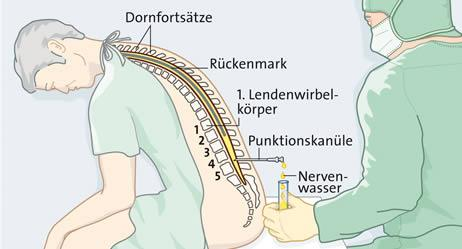 Dornfortsätze
Rückenmark
1. Lendenwirbel-
körper
1
2
3
4
5
Punktionskanüle
Nerven-
wasser